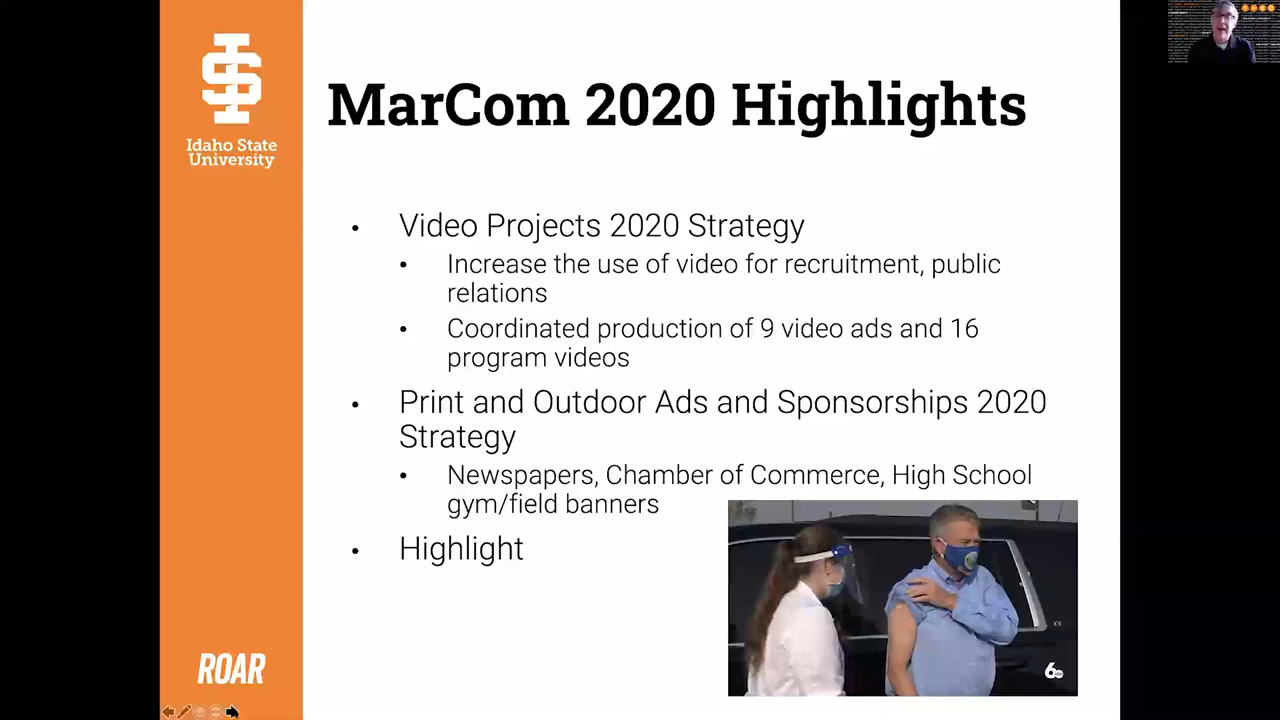 MarCom 2020 Highlights
Idaho State
University
• Video Projects 2020 Strategy
• Increase the use of video for recruitment, public
relations
• Coordinated production of 9 video ads and 16
program videos
• Print and Outdoor Ads and Sponsorships 2020
Strategy
• Newspapers, Chamber of Commerce, High School
gym/field banners
• Highlight
6
ROAR